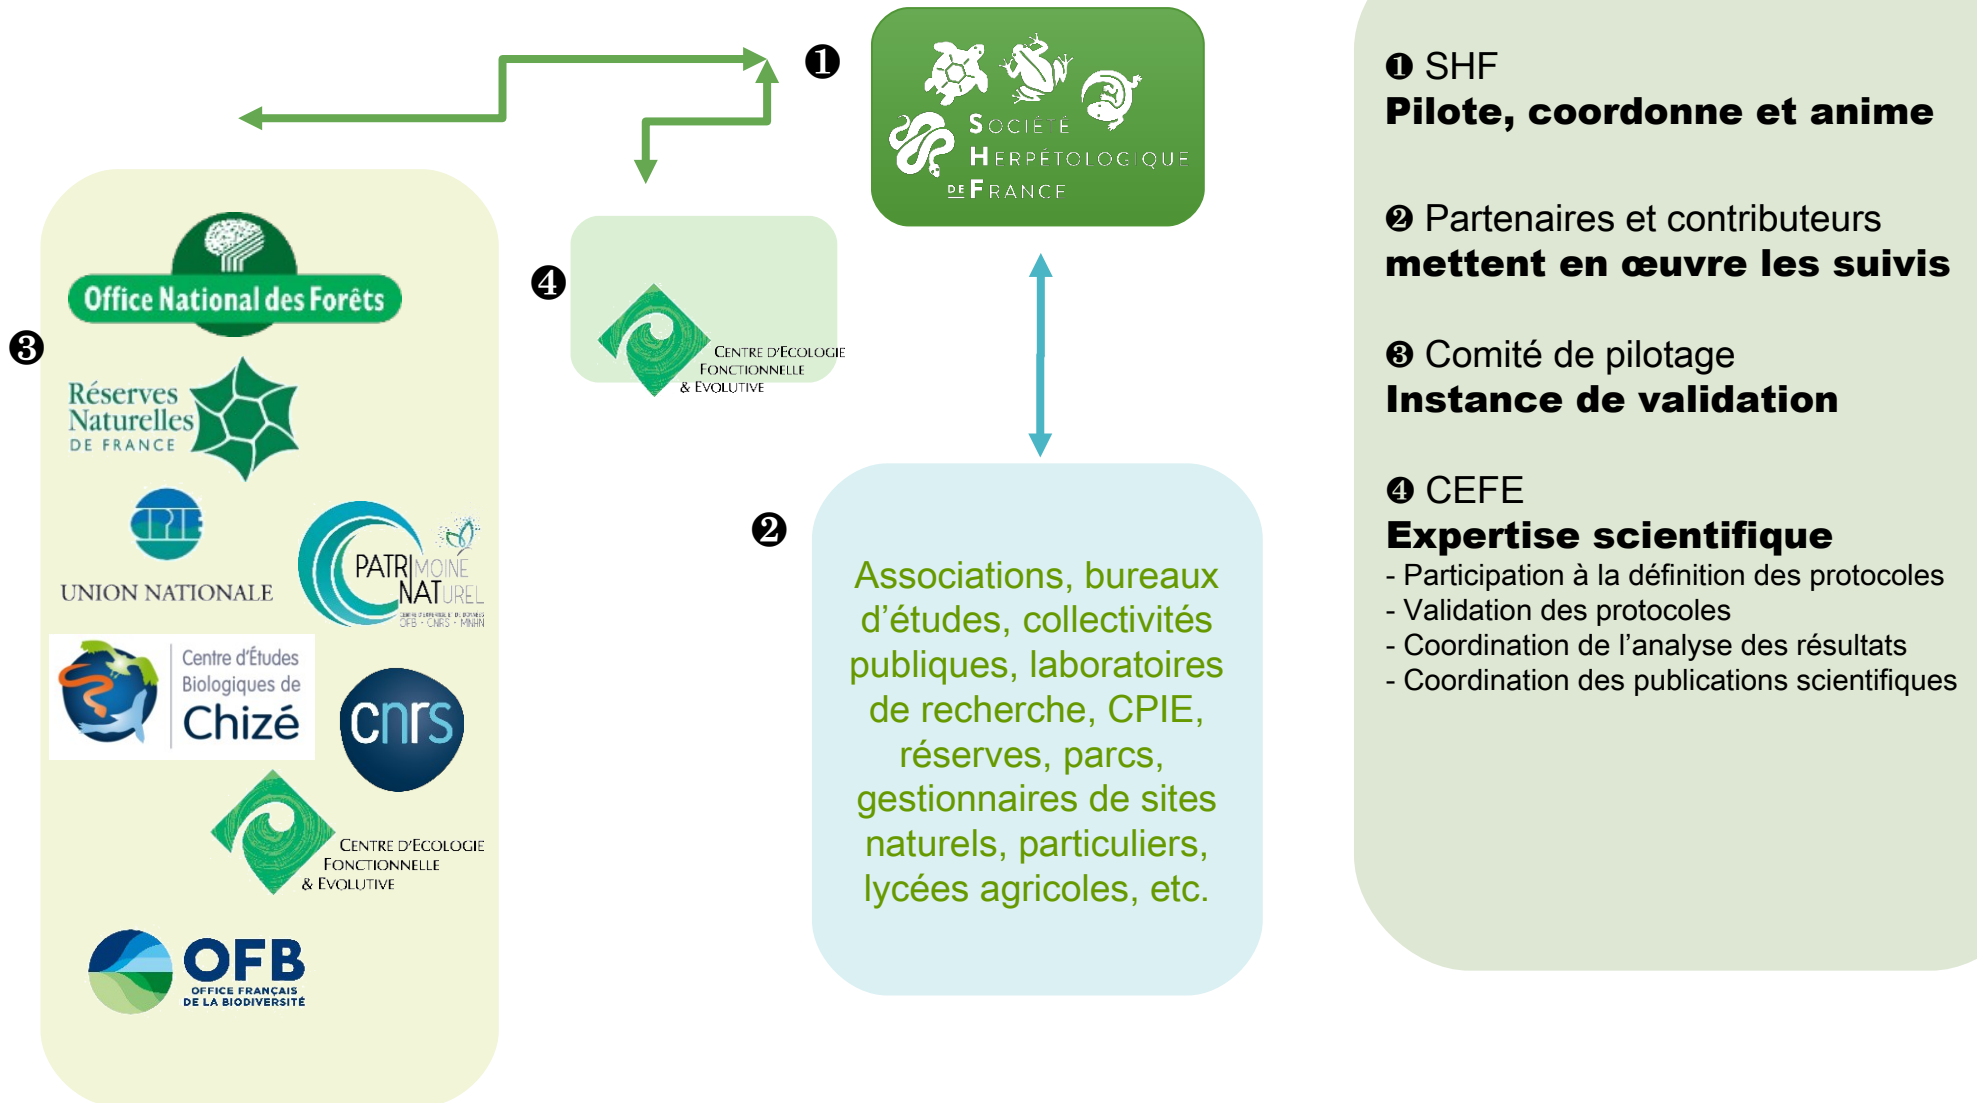 ❶
SOCIÉTÉ
HERPÉTOLOGIQUE
DE FRANCE
❸
Office National des Forêts
Réserves
Naturelles
DE FRANCE
CPIE
UNION NATIONALE
PATRIMOINE
NATUREL
CENTRE D'EXPERTISE ET DE DONNÉES
OFB - CNRS - MNHN
Centre d'Études
Biologiques de
Chizé
cnrs
CENTRE D'ECOLOGIE
FONCTIONNELLE
& EVOLUTIVE
OFB
OFFICE FRANÇAIS
DE LA BIODIVERSITÉ
❹
CENTRE D'ECOLOGIE
FONCTIONNELLE
& EVOLUTIVE
❷
Associations, bureaux
d’études, collectivités
publiques, laboratoires
de recherche, CPIE,
réserves, parcs,
gestionnaires de sites
naturels, particuliers,
lycées agricoles, etc.
❶ SHF
Pilote, coordonne et anime
❷ Partenaires et contributeurs
mettent en œuvre les suivis
❸ Comité de pilotage
Instance de validation
❹ CEFE
Expertise scientifique
- Participation à la définition des protocoles
- Validation des protocoles
- Coordination de l’analyse des résultats
- Coordination des publications scientifiques